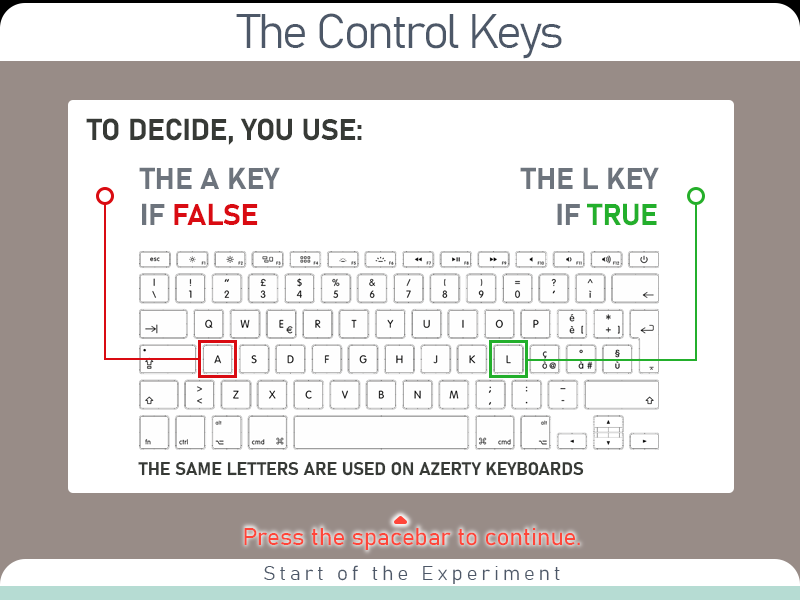 The Control Keys
TO DECIDE, YOU USE:
THE A KEY
IF FALSE
THE L KEY
IF TRUE
esc F1 F2 F3 F4 F5 F6 F7 F8 F9 F10 F11 F12
| ! " £ $ % & / ( ) = ? ^
\ 1 2 3 4 5 6 7 8 9 0 ' ì
Q W E € R T Y U I O P é è [ * + ]
A S D F G H J K L ç ò @ ° à # § ù
> < Z X C V B N M ; , : . _ -
fn ctrl alt cmd cmd alt
THE SAME LETTERS ARE USED ON AZERTY KEYBOARDS
Press the spacebar to continue.
Start of the Experiment